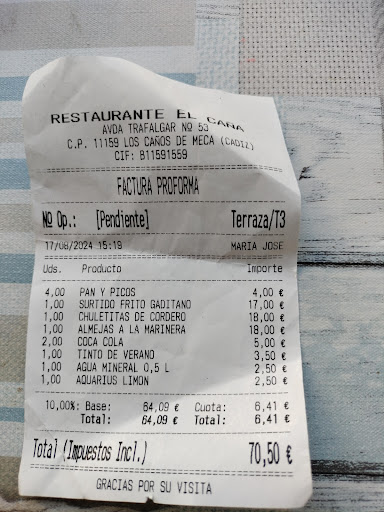 RESTAURANTE EL CAÑA
AVDA TRAFALGAR Nº 53
C.P. 11159 LOS CAÑOS DE MECA (CADIZ)
CIF: B11591559
FACTURA PROFORMA
Nº Op.: [Pendiente] Terraza/T3
17/08/2024 15:19 MARIA JOSE
Uds. Producto Importe
4,00 PAN Y PICOS 4,00 €
1,00 SURTIDO FRITO GADITANO 17,00 €
1,00 CHULETITAS DE CORDERO 18,00 €
1,00 ALMEJAS A LA MARINERA 18,00 €
2,00 COCA COLA 5,00 €
1,00 TINTO DE VERANO 3,50 €
1,00 AGUA MINERAL 0,5 L 2,50 €
1,00 AQUARIUS LIMON 2,50 €
10,00%: Base: 64,09 € Cuota: 6,41 €
Total: 64,09 € Total: 6,41 €
Total (Impuestos Incl.) 70,50 €
GRACIAS POR SU VISITA